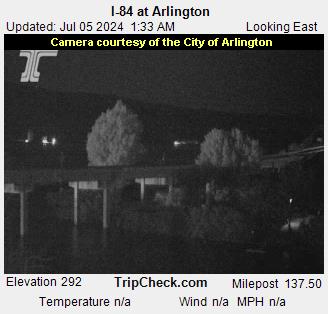 I-84 at Arlington
Updated: Jul 05 2024 1:33 AM Looking East
Camera courtesy of the City of Arlington
Elevation 292 TripCheck.com Milepost 137.50
Temperature n/a Wind n/a MPH n/a